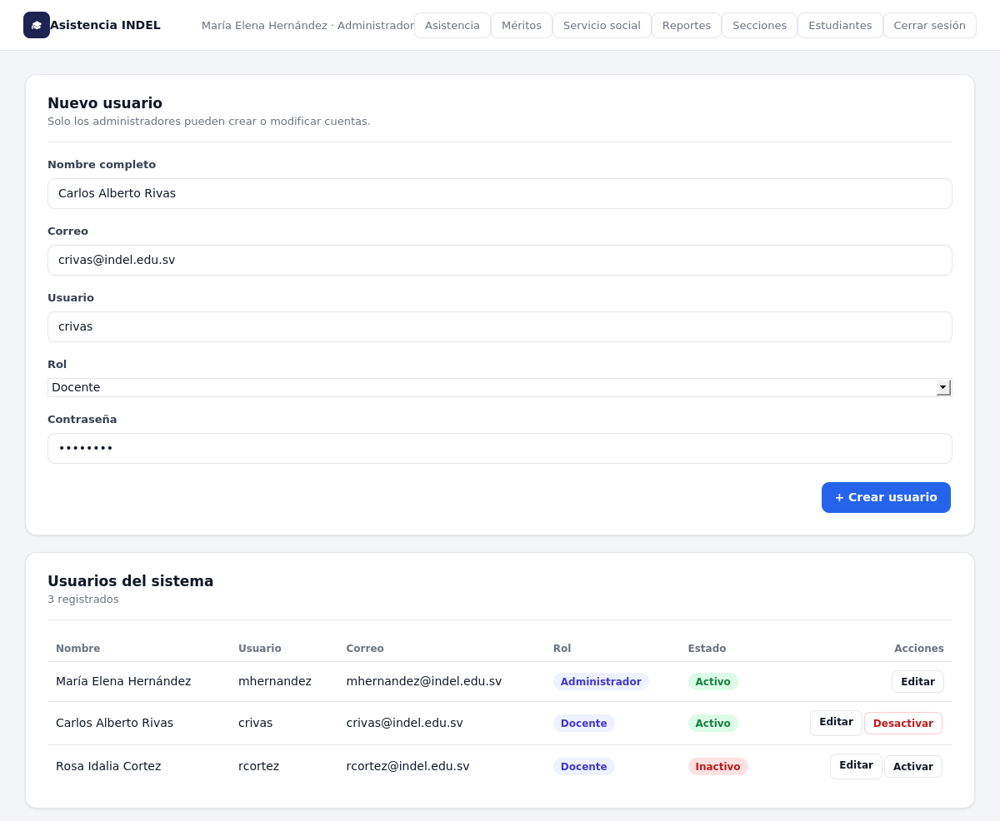 Asistencia INDEL
María Elena Hernández · Administrador
Asistencia
Méritos
Servicio social
Reportes
Secciones
Estudiantes
Cerrar sesión
Nuevo usuario
Solo los administradores pueden crear o modificar cuentas.
Nombre completo
Carlos Alberto Rivas
Correo
crivas@indel.edu.sv
Usuario
crivas
Rol
Docente
Contraseña
••••••••
+ Crear usuario
Usuarios del sistema
3 registrados
Nombre Usuario Correo Rol Estado Acciones
María Elena Hernández mhernandez mhernandez@indel.edu.sv Administrador Activo Editar
Carlos Alberto Rivas crivas crivas@indel.edu.sv Docente Activo Editar Desactivar
Rosa Idalia Cortez rcortez rcortez@indel.edu.sv Docente Inactivo Editar Activar